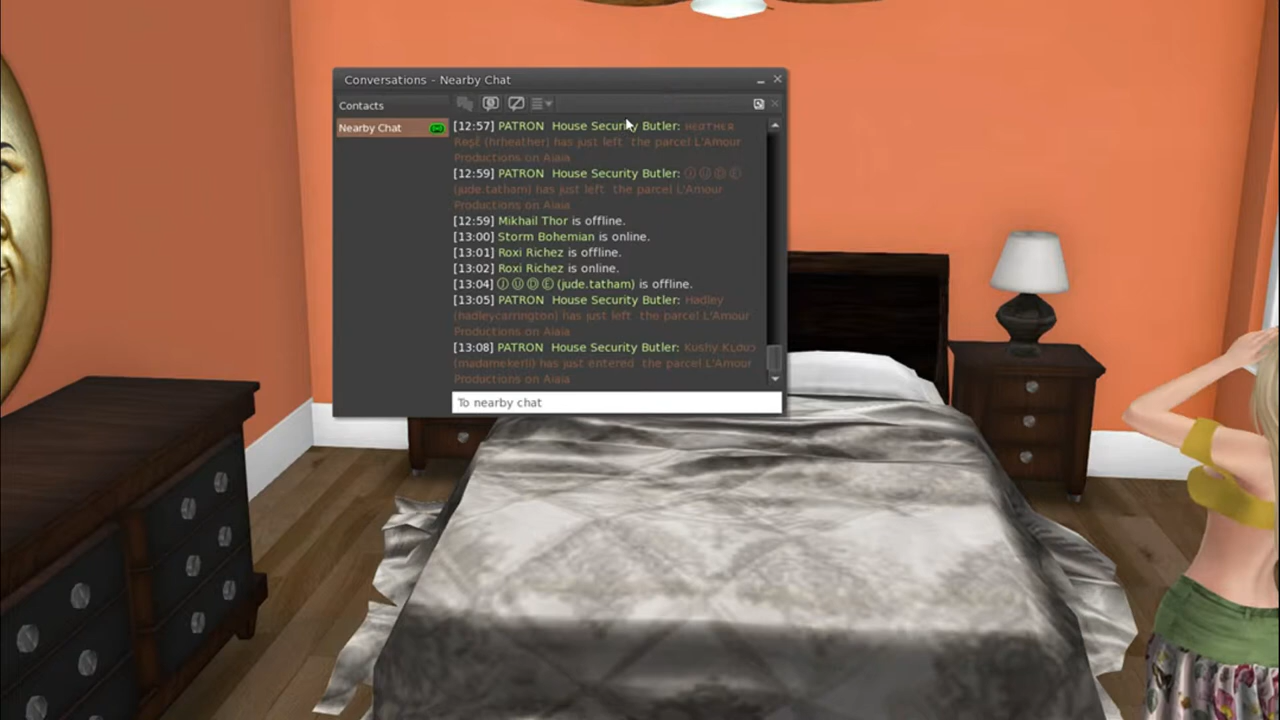 Conversations - Nearby Chat
Contacts
Nearby Chat
[12:57] PATRON House Security Butler: ʜᴇᴀᴛʜᴇʀ
(hrheather) has just left the parcel L'Amour
Productions on Aiaia
[12:59] PATRON House Security Butler: Ⓙ Ⓤ Ⓓ Ⓔ
(jude.tatham) has just left the parcel L'Amour
Productions on Aiaia
[12:59] Mikhail Thor is offline.
[13:00] Storm Bohemian is online.
[13:01] Roxi Richez is offline.
[13:02] Roxi Richez is online.
[13:04] Ⓙ Ⓤ Ⓓ Ⓔ (jude.tatham) is offline.
[13:05] PATRON House Security Butler: Hadley
(hadleycarrington) has just left the parcel L'Amour
Productions on Aiaia
[13:08] PATRON House Security Butler: Kushy
(madamekerli) has just entered the parcel L'Amour
Productions on Aiaia
To nearby chat